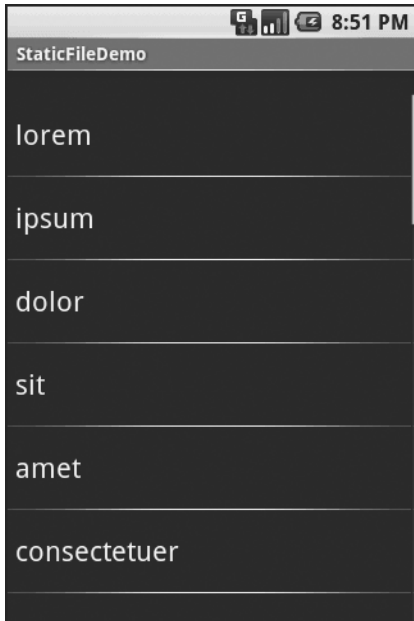 G 8:51 PM
StaticFileDemo
lorem
ipsum
dolor
sit
amet
consectetuer